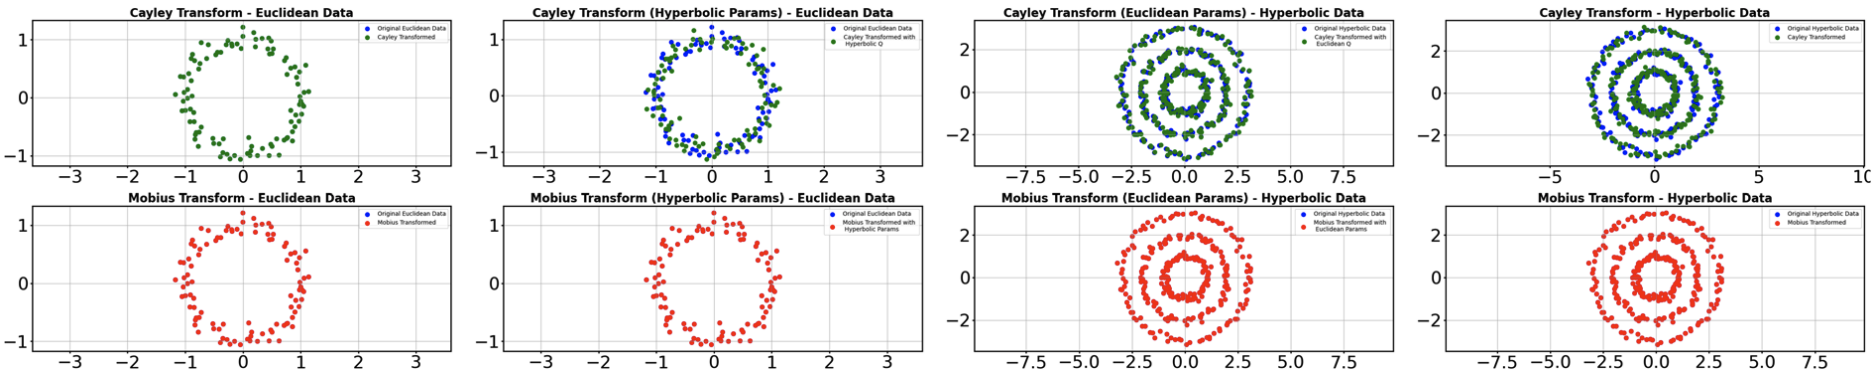 Cayley Transform - Euclidean Data
Original Euclidean Data
Cayley Transformed
1
0
−1
−3 −2 −1 0 1 2 3
Cayley Transform (Hyperbolic Params) - Euclidean Data
Original Euclidean Data
Cayley Transformed with
Hyperbolic Q
1
0
−1
−3 −2 −1 0 1 2 3
Cayley Transform (Euclidean Params) - Hyperbolic Data
Original Hyperbolic Data
Cayley Transformed with
Euclidean Q
2
0
−2
−7.5 −5.0 −2.5 0.0 2.5 5.0 7.5
Cayley Transform - Hyperbolic Data
Original Hyperbolic Data
Cayley Transformed
2
0
−2
−5 0 5 10
Mobius Transform - Euclidean Data
Original Euclidean Data
Mobius Transformed
1
0
−1
−3 −2 −1 0 1 2 3
Mobius Transform (Hyperbolic Params) - Euclidean Data
Original Euclidean Data
Mobius Transformed with
Hyperbolic Params
1
0
−1
−3 −2 −1 0 1 2 3
Mobius Transform (Euclidean Params) - Hyperbolic Data
Original Hyperbolic Data
Mobius Transformed with
Euclidean Params
2
0
−2
−7.5 −5.0 −2.5 0.0 2.5 5.0 7.5
Mobius Transform - Hyperbolic Data
Original Hyperbolic Data
Mobius Transformed
2
0
−2
−7.5 −5.0 −2.5 0.0 2.5 5.0 7.5